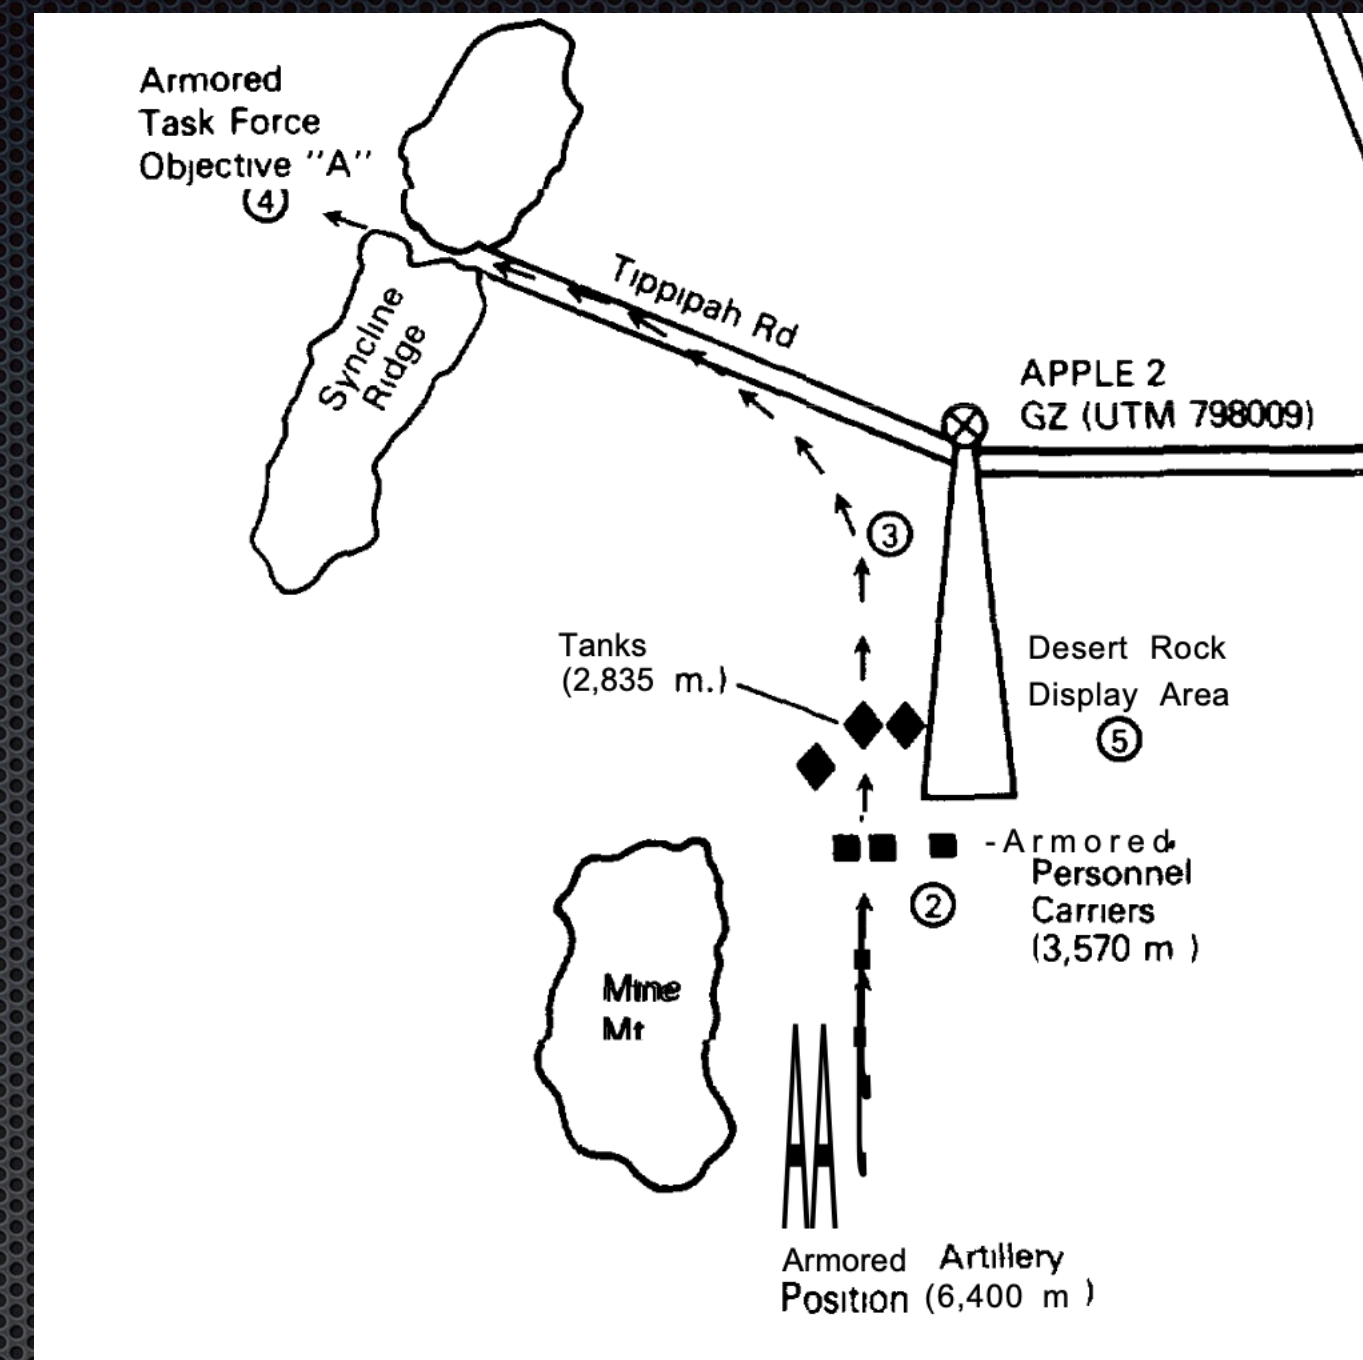 Armored
Task Force
Objective "A"
④
Tippipah Rd
Syncline
Ridge
APPLE 2
GZ (UTM 798009)
③
Tanks
(2,835 m.)
Desert Rock
Display Area
⑤
-Armored
Personnel
Carriers
(3,570 m )
②
Mine
Mt
Armored Artillery
Position (6,400 m )